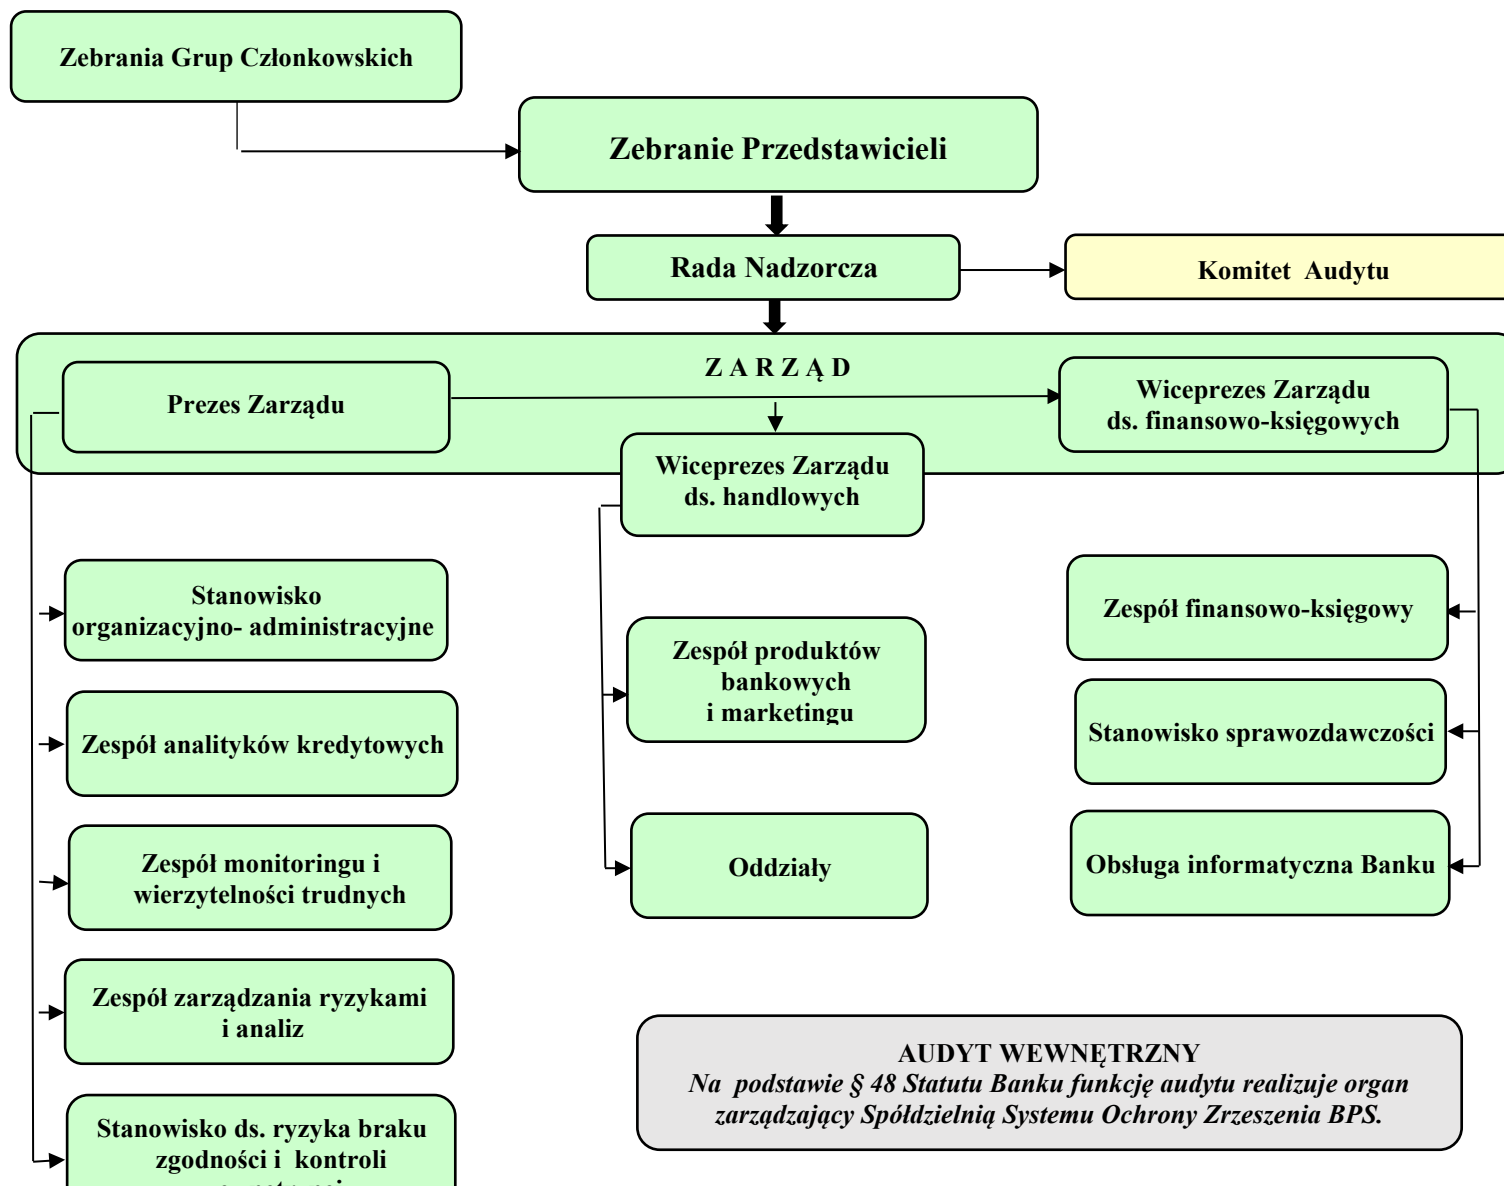 Zebrania Grup Członkowskich
Zebranie Przedstawicieli
Rada Nadzorcza
Komitet Audytu
Z A R Z Ą D
Prezes Zarządu
Wiceprezes Zarządu
ds. finansowo-księgowych
Wiceprezes Zarządu
ds. handlowych
Stanowisko
organizacyjno- administracyjne
Zespół analityków kredytowych
Zespół monitoringu i
wierzytelności trudnych
Zespół zarządzania ryzykami
i analiz
Stanowisko ds. ryzyka braku
zgodności i kontroli
Zespół produktów
bankowych
i marketingu
Oddziały
Zespół finansowo-księgowy
Stanowisko sprawozdawczości
Obsługa informatyczna Banku
AUDYT WEWNĘTRZNY
Na podstawie § 48 Statutu Banku funkcję audytu realizuje organ
zarządzający Spółdzielnią Systemu Ochrony Zrzeszenia BPS.